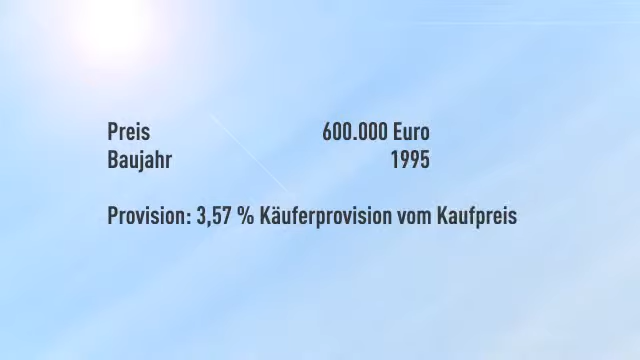 Preis 600.000 Euro
Baujahr 1995
Provision: 3,57 % Käuferprovision vom Kaufpreis